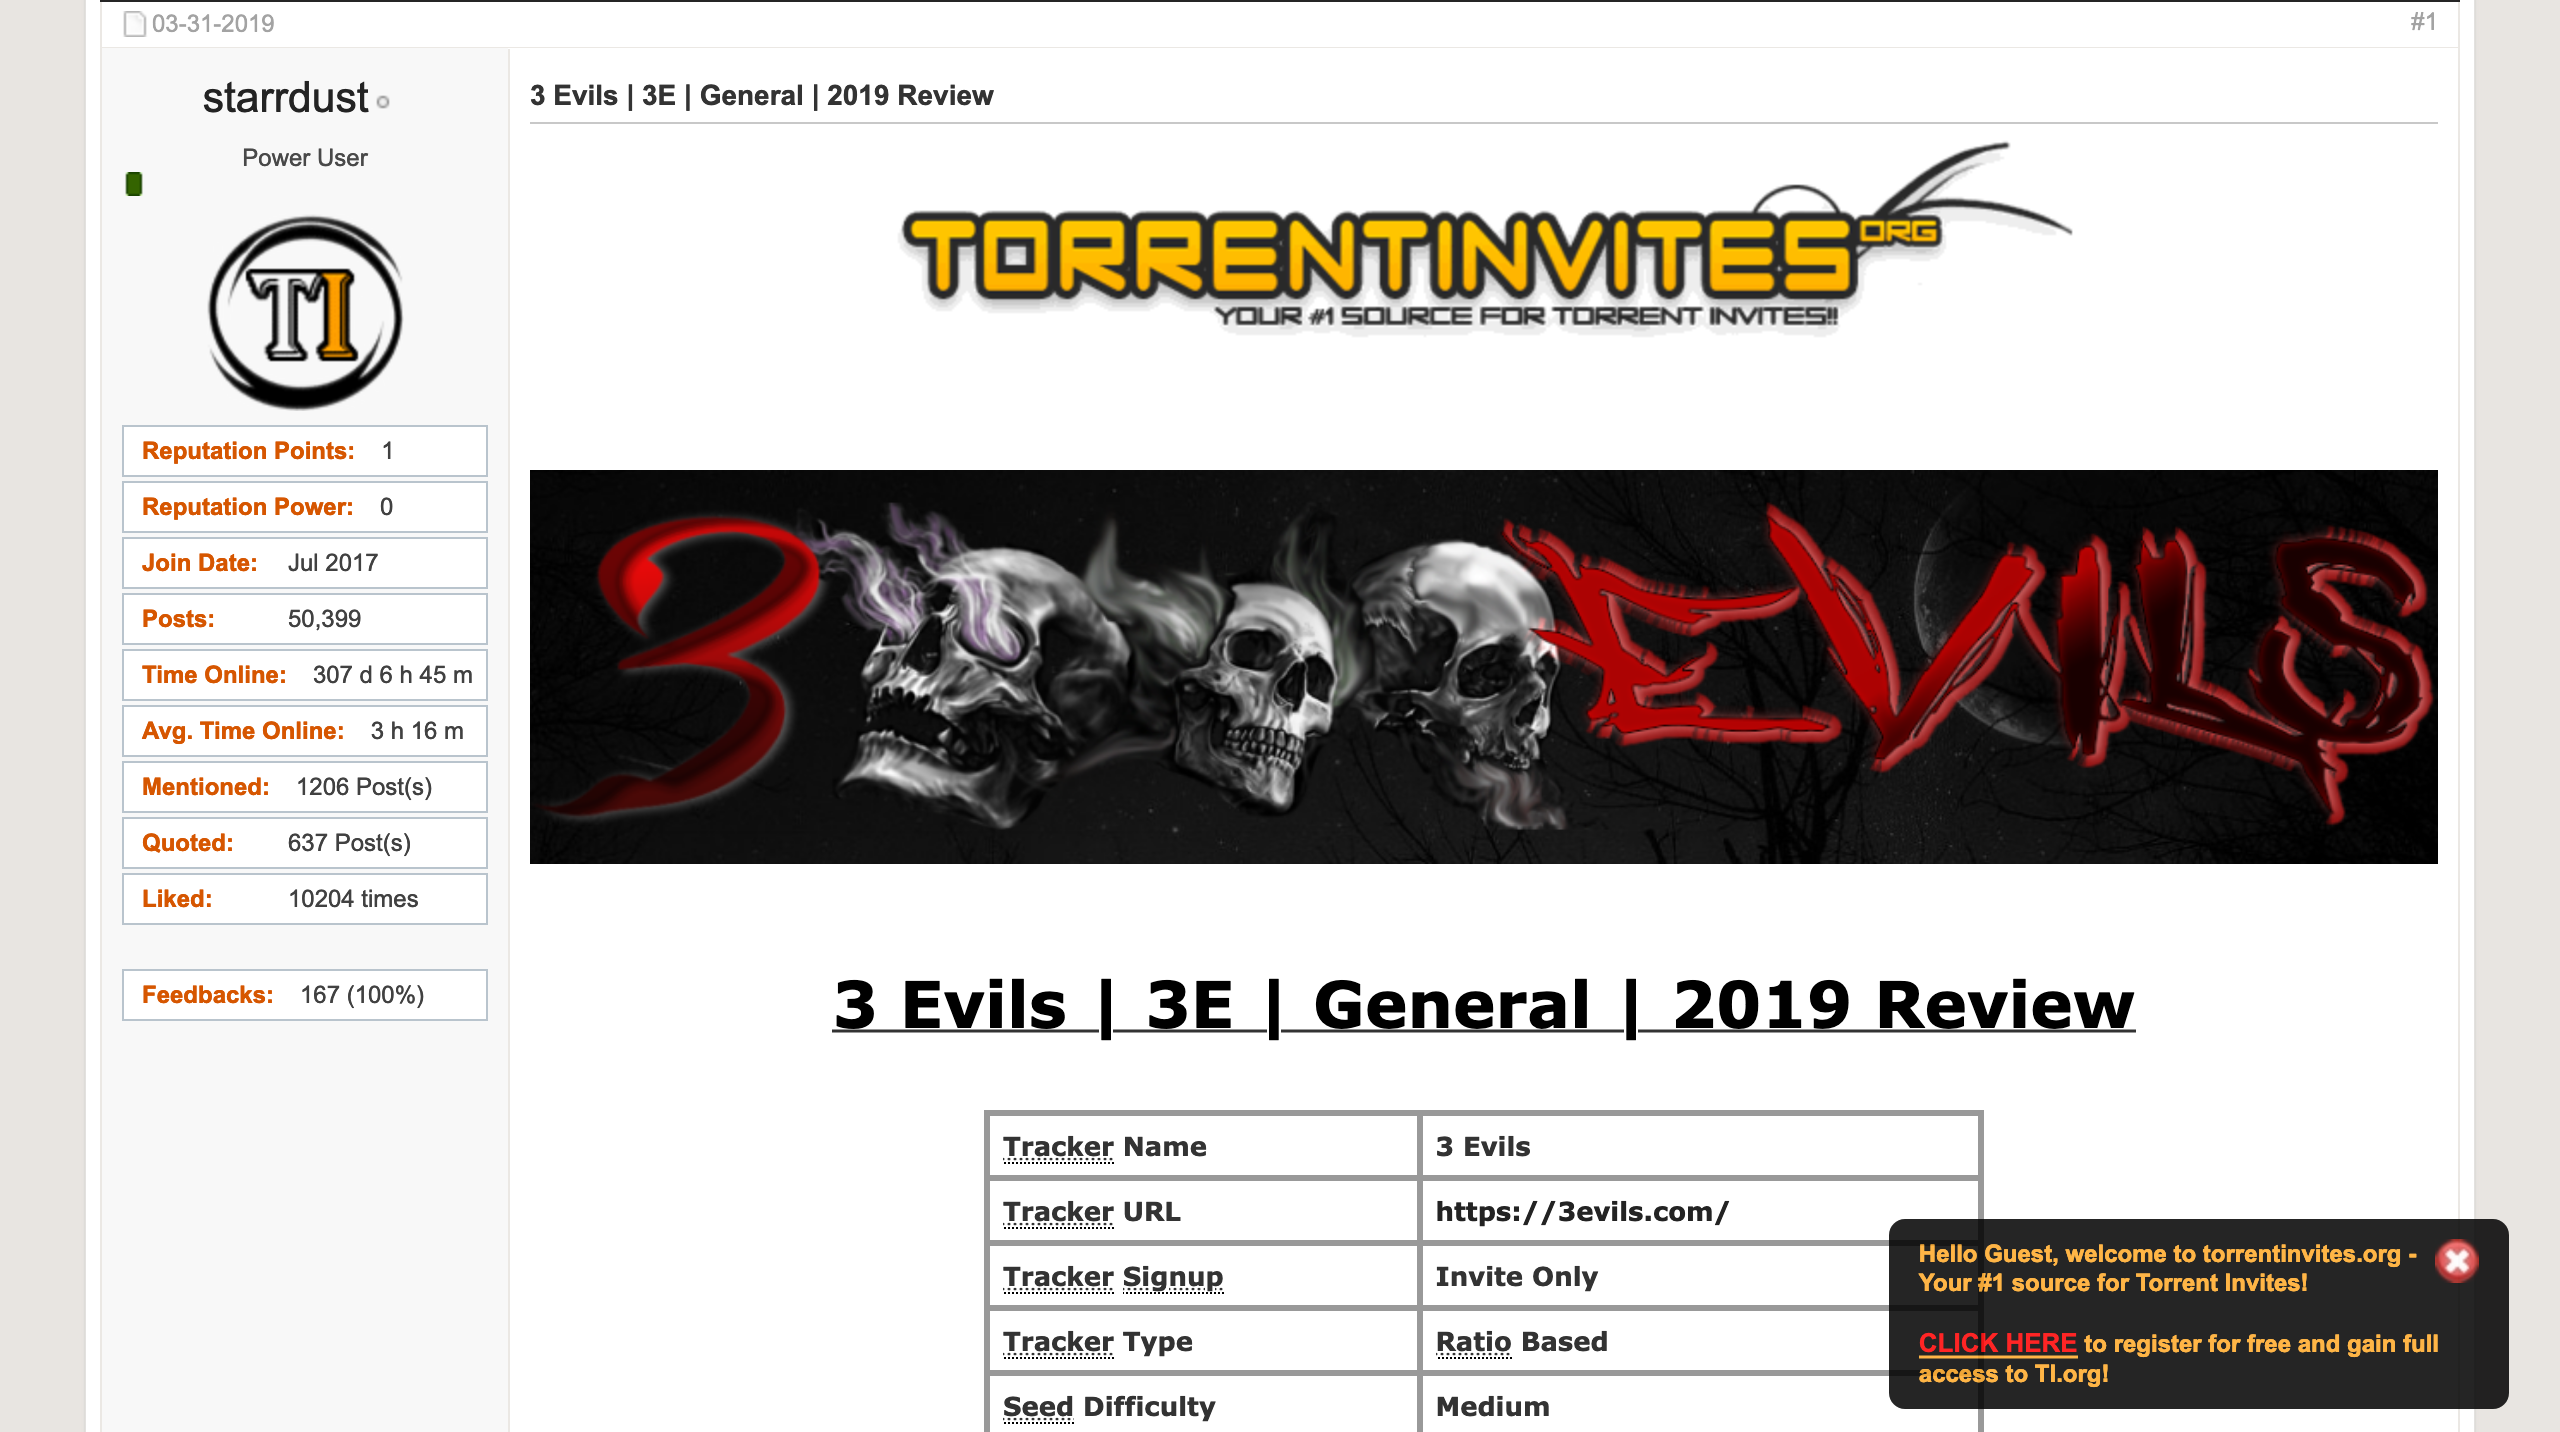 03-31-2019
#1
starrdust
Power User
TI
Reputation Points: 1
Reputation Power: 0
Join Date: Jul 2017
Posts: 50,399
Time Online: 307 d 6 h 45 m
Avg. Time Online: 3 h 16 m
Mentioned: 1206 Post(s)
Quoted: 637 Post(s)
Liked: 10204 times
Feedbacks: 167 (100%)
3 Evils | 3E | General | 2019 Review
TORRENTINVITES ORG
YOUR #1 SOURCE FOR TORRENT INVITES!!
3 EVILS
3 Evils | 3E | General | 2019 Review
Tracker Name 3 Evils
Tracker URL https://3evils.com/
Tracker Signup Invite Only
Tracker Type Ratio Based
Seed Difficulty Medium
Hello Guest, welcome to torrentinvites.org -
Your #1 source for Torrent Invites!
CLICK HERE to register for free and gain full
access to TI.org!